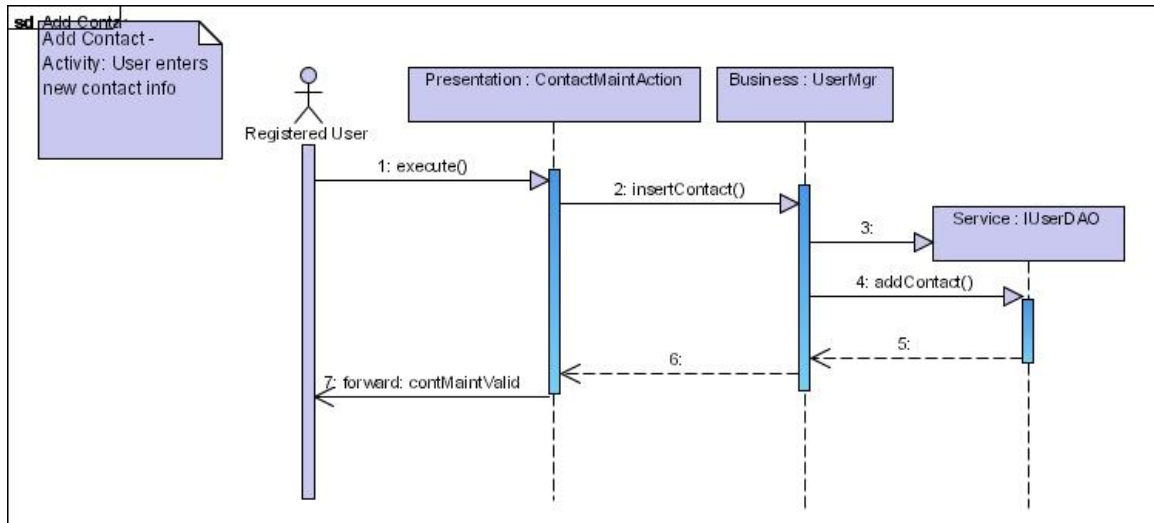 sd Add Conta
Add Contact -
Activity: User enters
new contact info
Registered User
Presentation : ContactMaintAction
Business : UserMgr
Service : IUserDAO
1: execute()
2: insertContact()
3:
4: addContact()
5:
6:
7: forward: contMaintValid